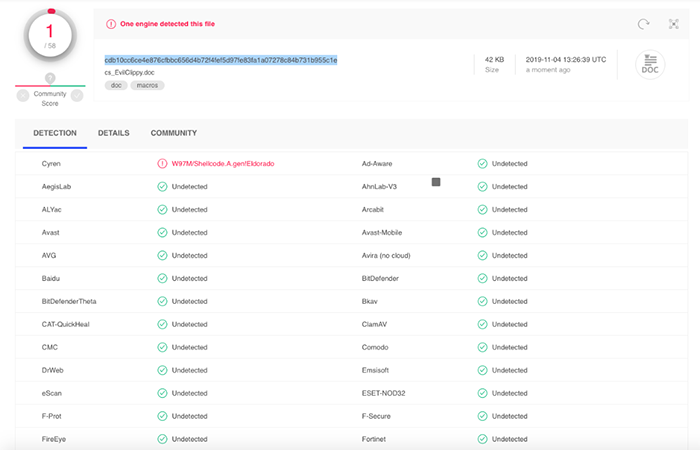 1
/ 58
Community
Score
One engine detected this file
cs_EvilClippy.doc
doc macros
42 KB
Size
2019-11-04 13:26:39 UTC
a moment ago
DOC
DETECTION DETAILS COMMUNITY
Cyren W97M/Shellcode.A.gen!Eldorado Ad-Aware Undetected
AegisLab Undetected AhnLab-V3 Undetected
ALYac Undetected Arcabit Undetected
Avast Undetected Avast-Mobile Undetected
AVG Undetected Avira (no cloud) Undetected
Baidu Undetected BitDefender Undetected
BitDefenderTheta Undetected Bkav Undetected
CAT-QuickHeal Undetected ClamAV Undetected
CMC Undetected Comodo Undetected
DrWeb Undetected Emsisoft Undetected
eScan Undetected ESET-NOD32 Undetected
F-Prot Undetected F-Secure Undetected
FireEye Undetected Fortinet Undetected